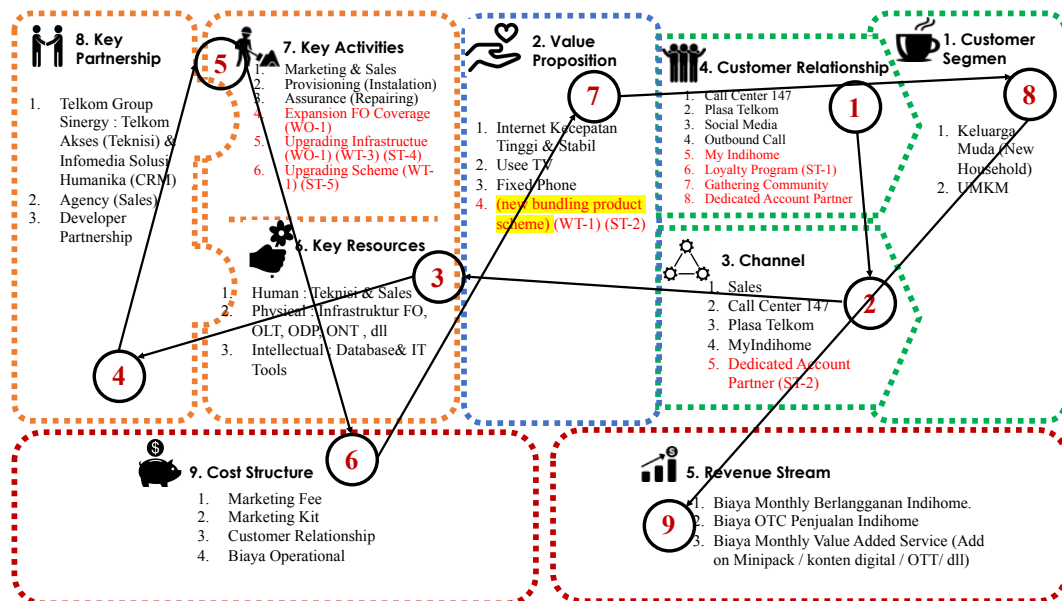 8. Key
Partnership
1. Telkom Group
Sinergy : Telkom
Akses (Teknisi) &
Infomedia Solusi
Humanika (CRM)
2. Agency (Sales)
3. Developer
Partnership
4
5
7. Key Activities
1. Marketing & Sales
2. Provisioning (Instalation)
3. Assurance (Repairing)
4. Expansion FO Coverage
(WO-1)
5. Upgrading Infrastructue
(WO-1) (WT-3) (ST-4)
6. Upgrading Scheme (WT-
1) (ST-5)
6. Key Resources
3
1. Human : Teknisi & Sales
2. Physical : Infrastruktur FO,
OLT, ODP, ONT , dll
3. Intellectual : Database& IT
Tools
2. Value
Proposition
7
1. Internet Kecepatan
Tinggi & Stabil
2. Usee TV
3. Fixed Phone
4. (new bundling product
scheme) (WT-1) (ST-2)
4. Customer Relationship
1
1. Call Center 147
2. Plasa Telkom
3. Social Media
4. Outbound Call
5. My Indihome
6. Loyalty Program (ST-1)
7. Gathering Community
8. Dedicated Account Partner
3. Channel
2
1. Sales
2. Call Center 147
3. Plasa Telkom
4. MyIndihome
5. Dedicated Account
Partner (ST-2)
1. Customer
Segmen
8
1. Keluarga
Muda (New
Household)
2. UMKM
9. Cost Structure
6
1. Marketing Fee
2. Marketing Kit
3. Customer Relationship
4. Biaya Operational
5. Revenue Stream
9
1. Biaya Monthly Berlangganan Indihome.
2. Biaya OTC Penjualan Indihome
3. Biaya Monthly Value Added Service (Add
on Minipack / konten digital / OTT/ dll)